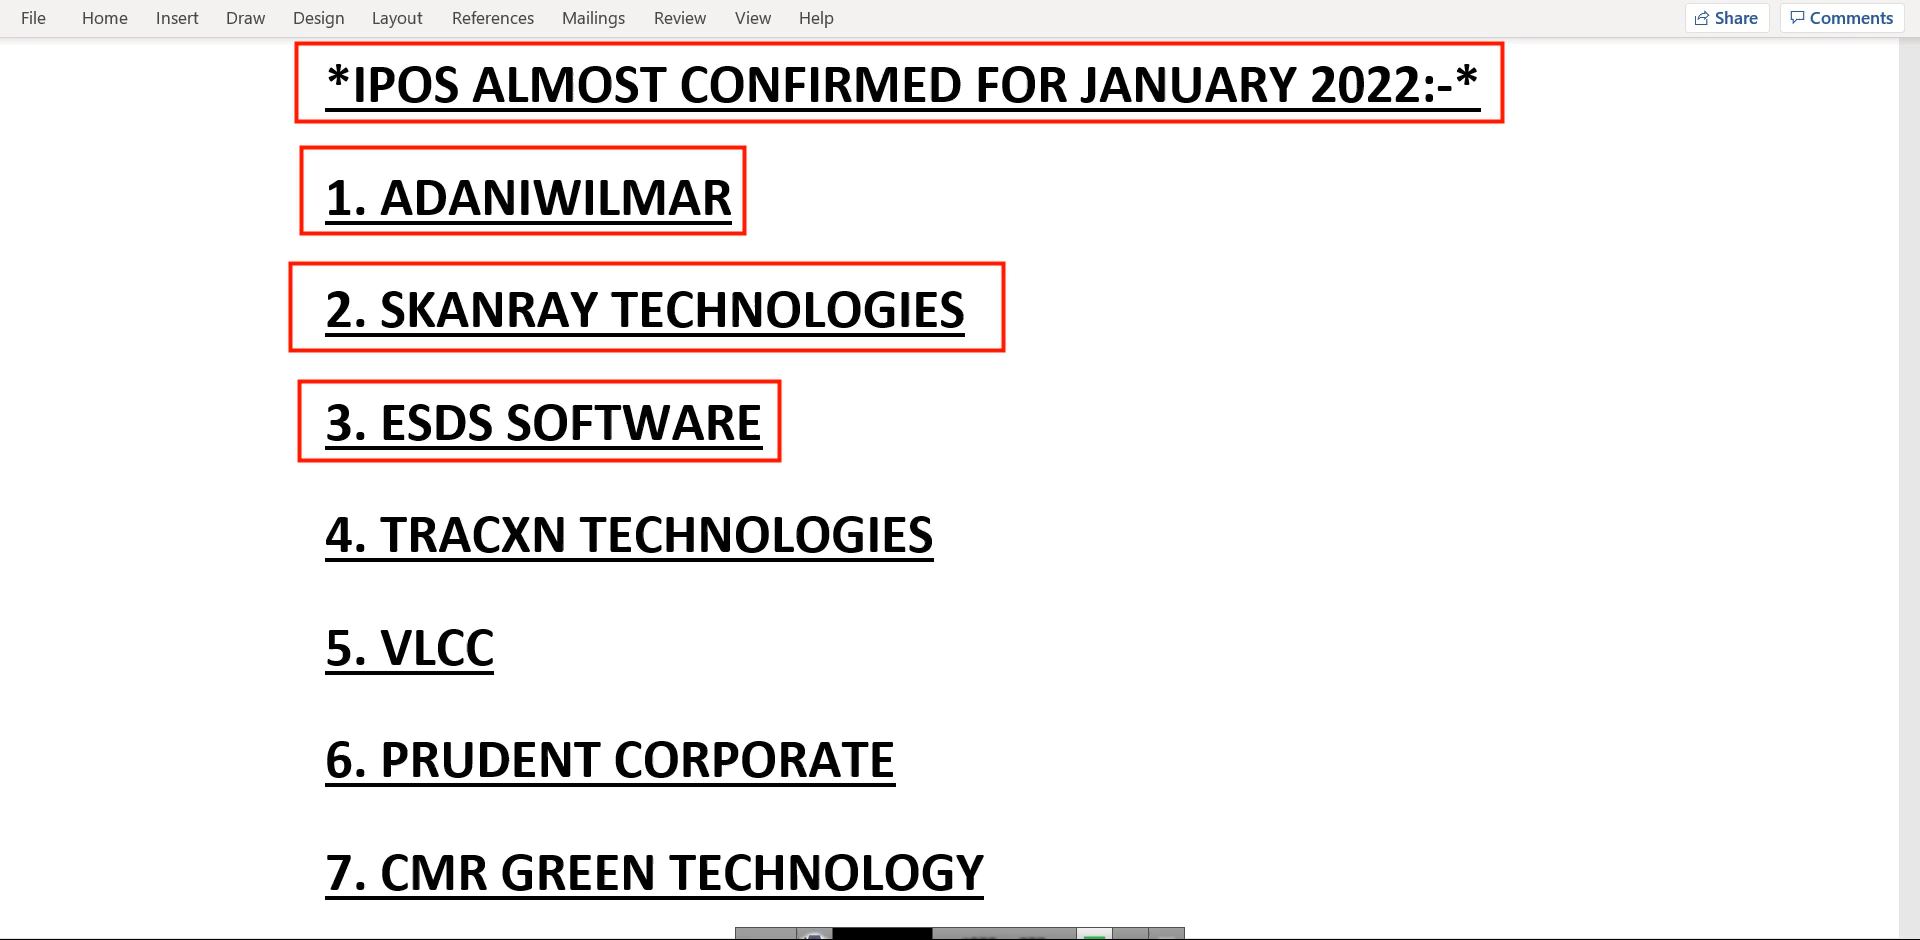 File Home Insert Draw Design Layout References Mailings Review View Help Share Comments
*IPOS ALMOST CONFIRMED FOR JANUARY 2022:-*
1. ADANIWILMAR
2. SKANRAY TECHNOLOGIES
3. ESDS SOFTWARE
4. TRACXN TECHNOLOGIES
5. VLCC
6. PRUDENT CORPORATE
7. CMR GREEN TECHNOLOGY